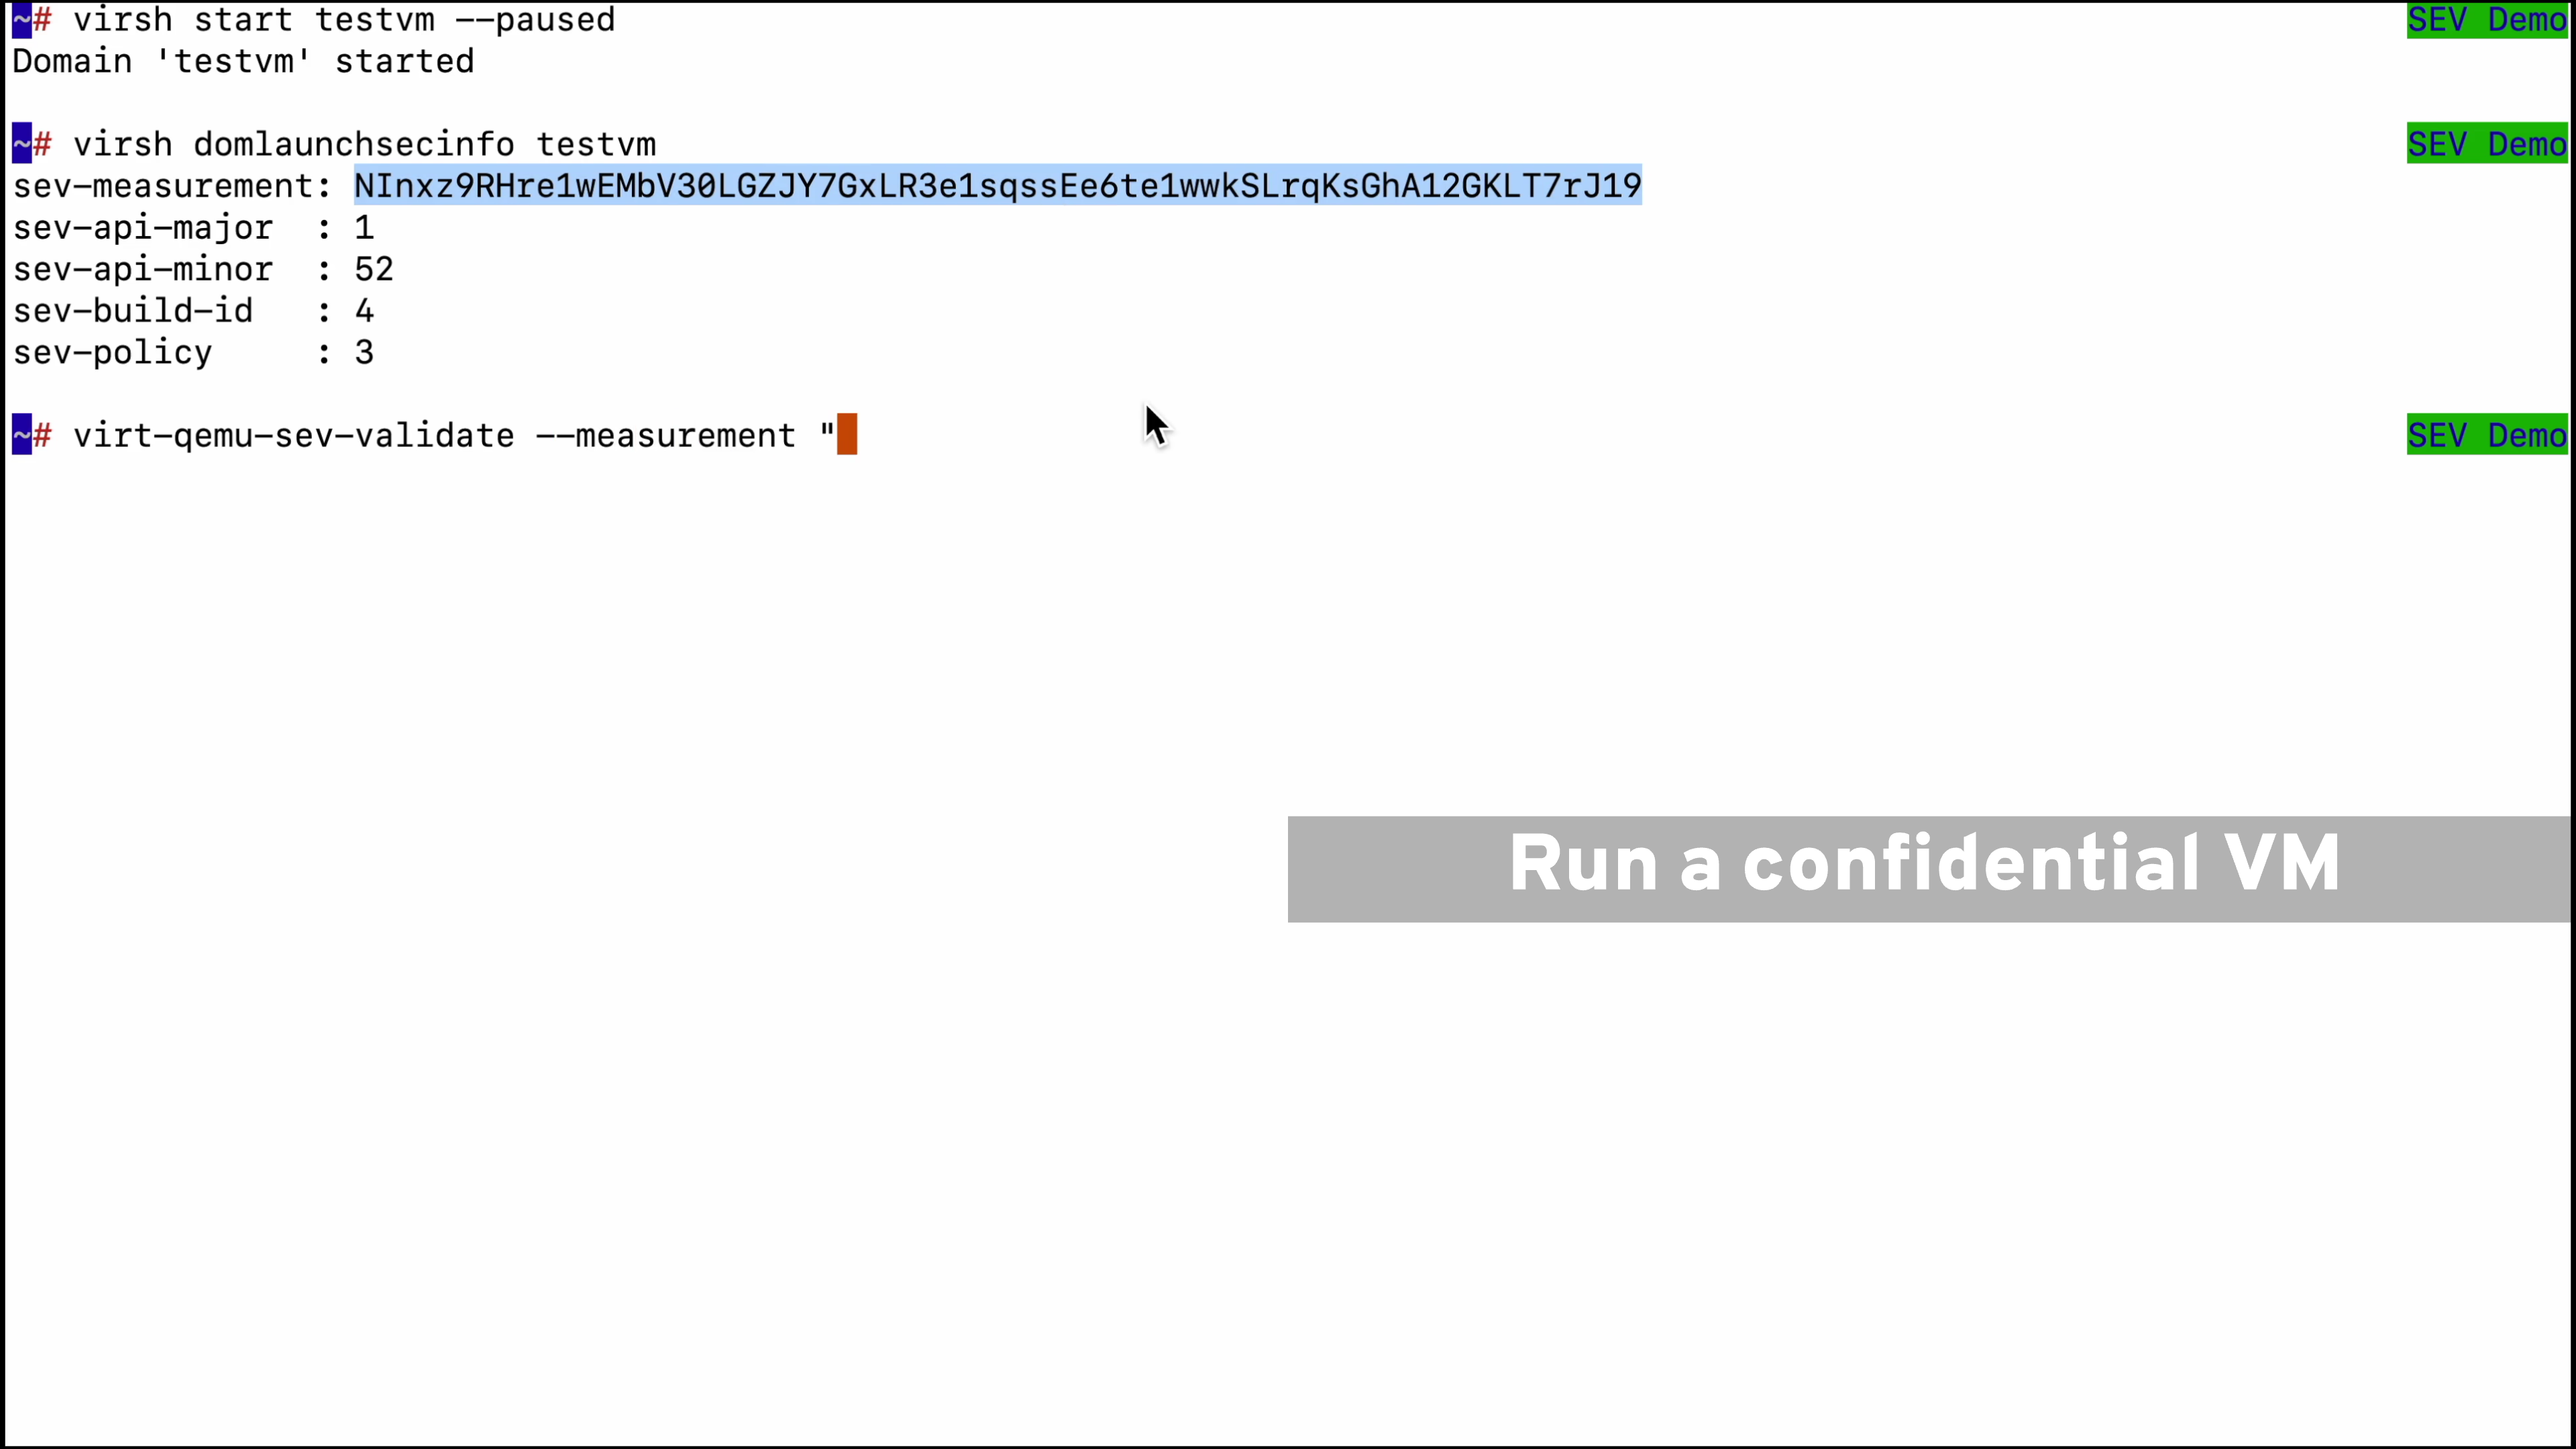 ~# virsh start testvm --paused SEV Demo
Domain 'testvm' started
~# virsh domlaunchsecinfo testvm SEV Demo
sev-measurement: NInxz9RHre1wEMbV30LGZJY7GxLR3e1sqssEe6te1wwkSLrqKsGhA12GKLT7rJ19
sev-api-major : 1
sev-api-minor : 52
sev-build-id : 4
sev-policy : 3
~# virt-qemu-sev-validate --measurement " SEV Demo
Run a confidential VM